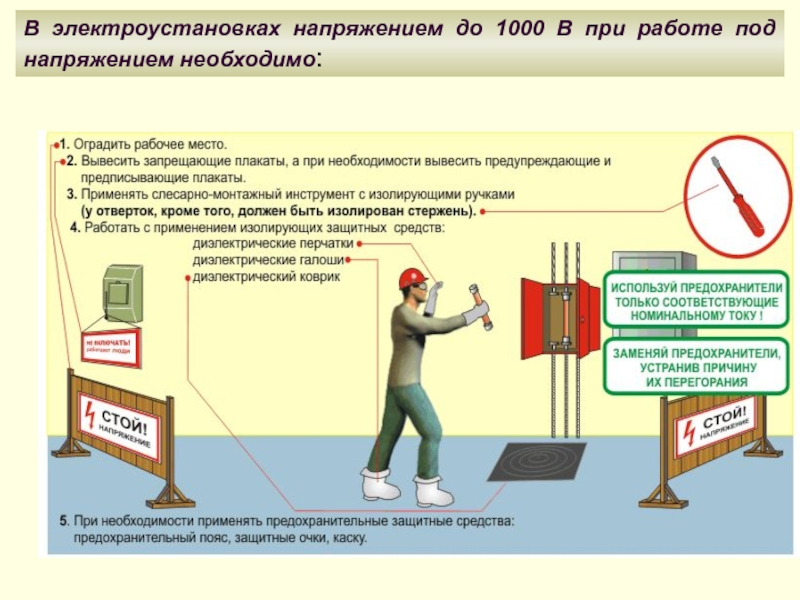 В электроустановках напряжением до 1000 В при работе под
напряжением необходимо:
1. Оградить рабочее место.
2. Вывесить запрещающие плакаты, а при необходимости вывесить предупреждающие и
предписывающие плакаты.
3. Применять слесарно-монтажный инструмент с изолирующими ручками
(у отверток, кроме того, должен быть изолирован стержень).
4. Работать с применением изолирующих защитных средств:
диэлектрические перчатки
диэлектрические галоши
диэлектрический коврик
НЕ ВКЛЮЧАТЬ!
работают люди
СТОЙ!
НАПРЯЖЕНИЕ
ИСПОЛЬЗУЙ ПРЕДОХРАНИТЕЛИ
ТОЛЬКО СООТВЕТСТВУЮЩИЕ
НОМИНАЛЬНОМУ ТОКУ !
ЗАМЕНЯЙ ПРЕДОХРАНИТЕЛИ,
УСТРАНИВ ПРИЧИНУ
ИХ ПЕРЕГОРАНИЯ
СТОЙ!
НАПРЯЖЕНИЕ
5. При необходимости применять предохранительные защитные средства:
предохранительный пояс, защитные очки, каску.